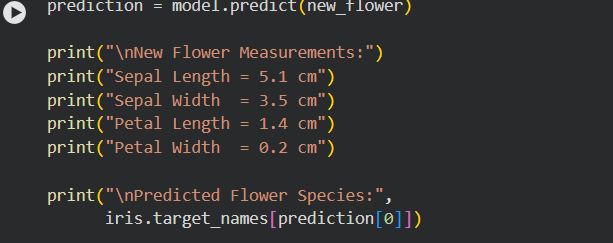 prediction = model.predict(new_flower)
print("\nNew Flower Measurements:")
print("Sepal Length = 5.1 cm")
print("Sepal Width  = 3.5 cm")
print("Petal Length = 1.4 cm")
print("Petal Width  = 0.2 cm")
print("\nPredicted Flower Species:",
      iris.target_names[prediction[0]])